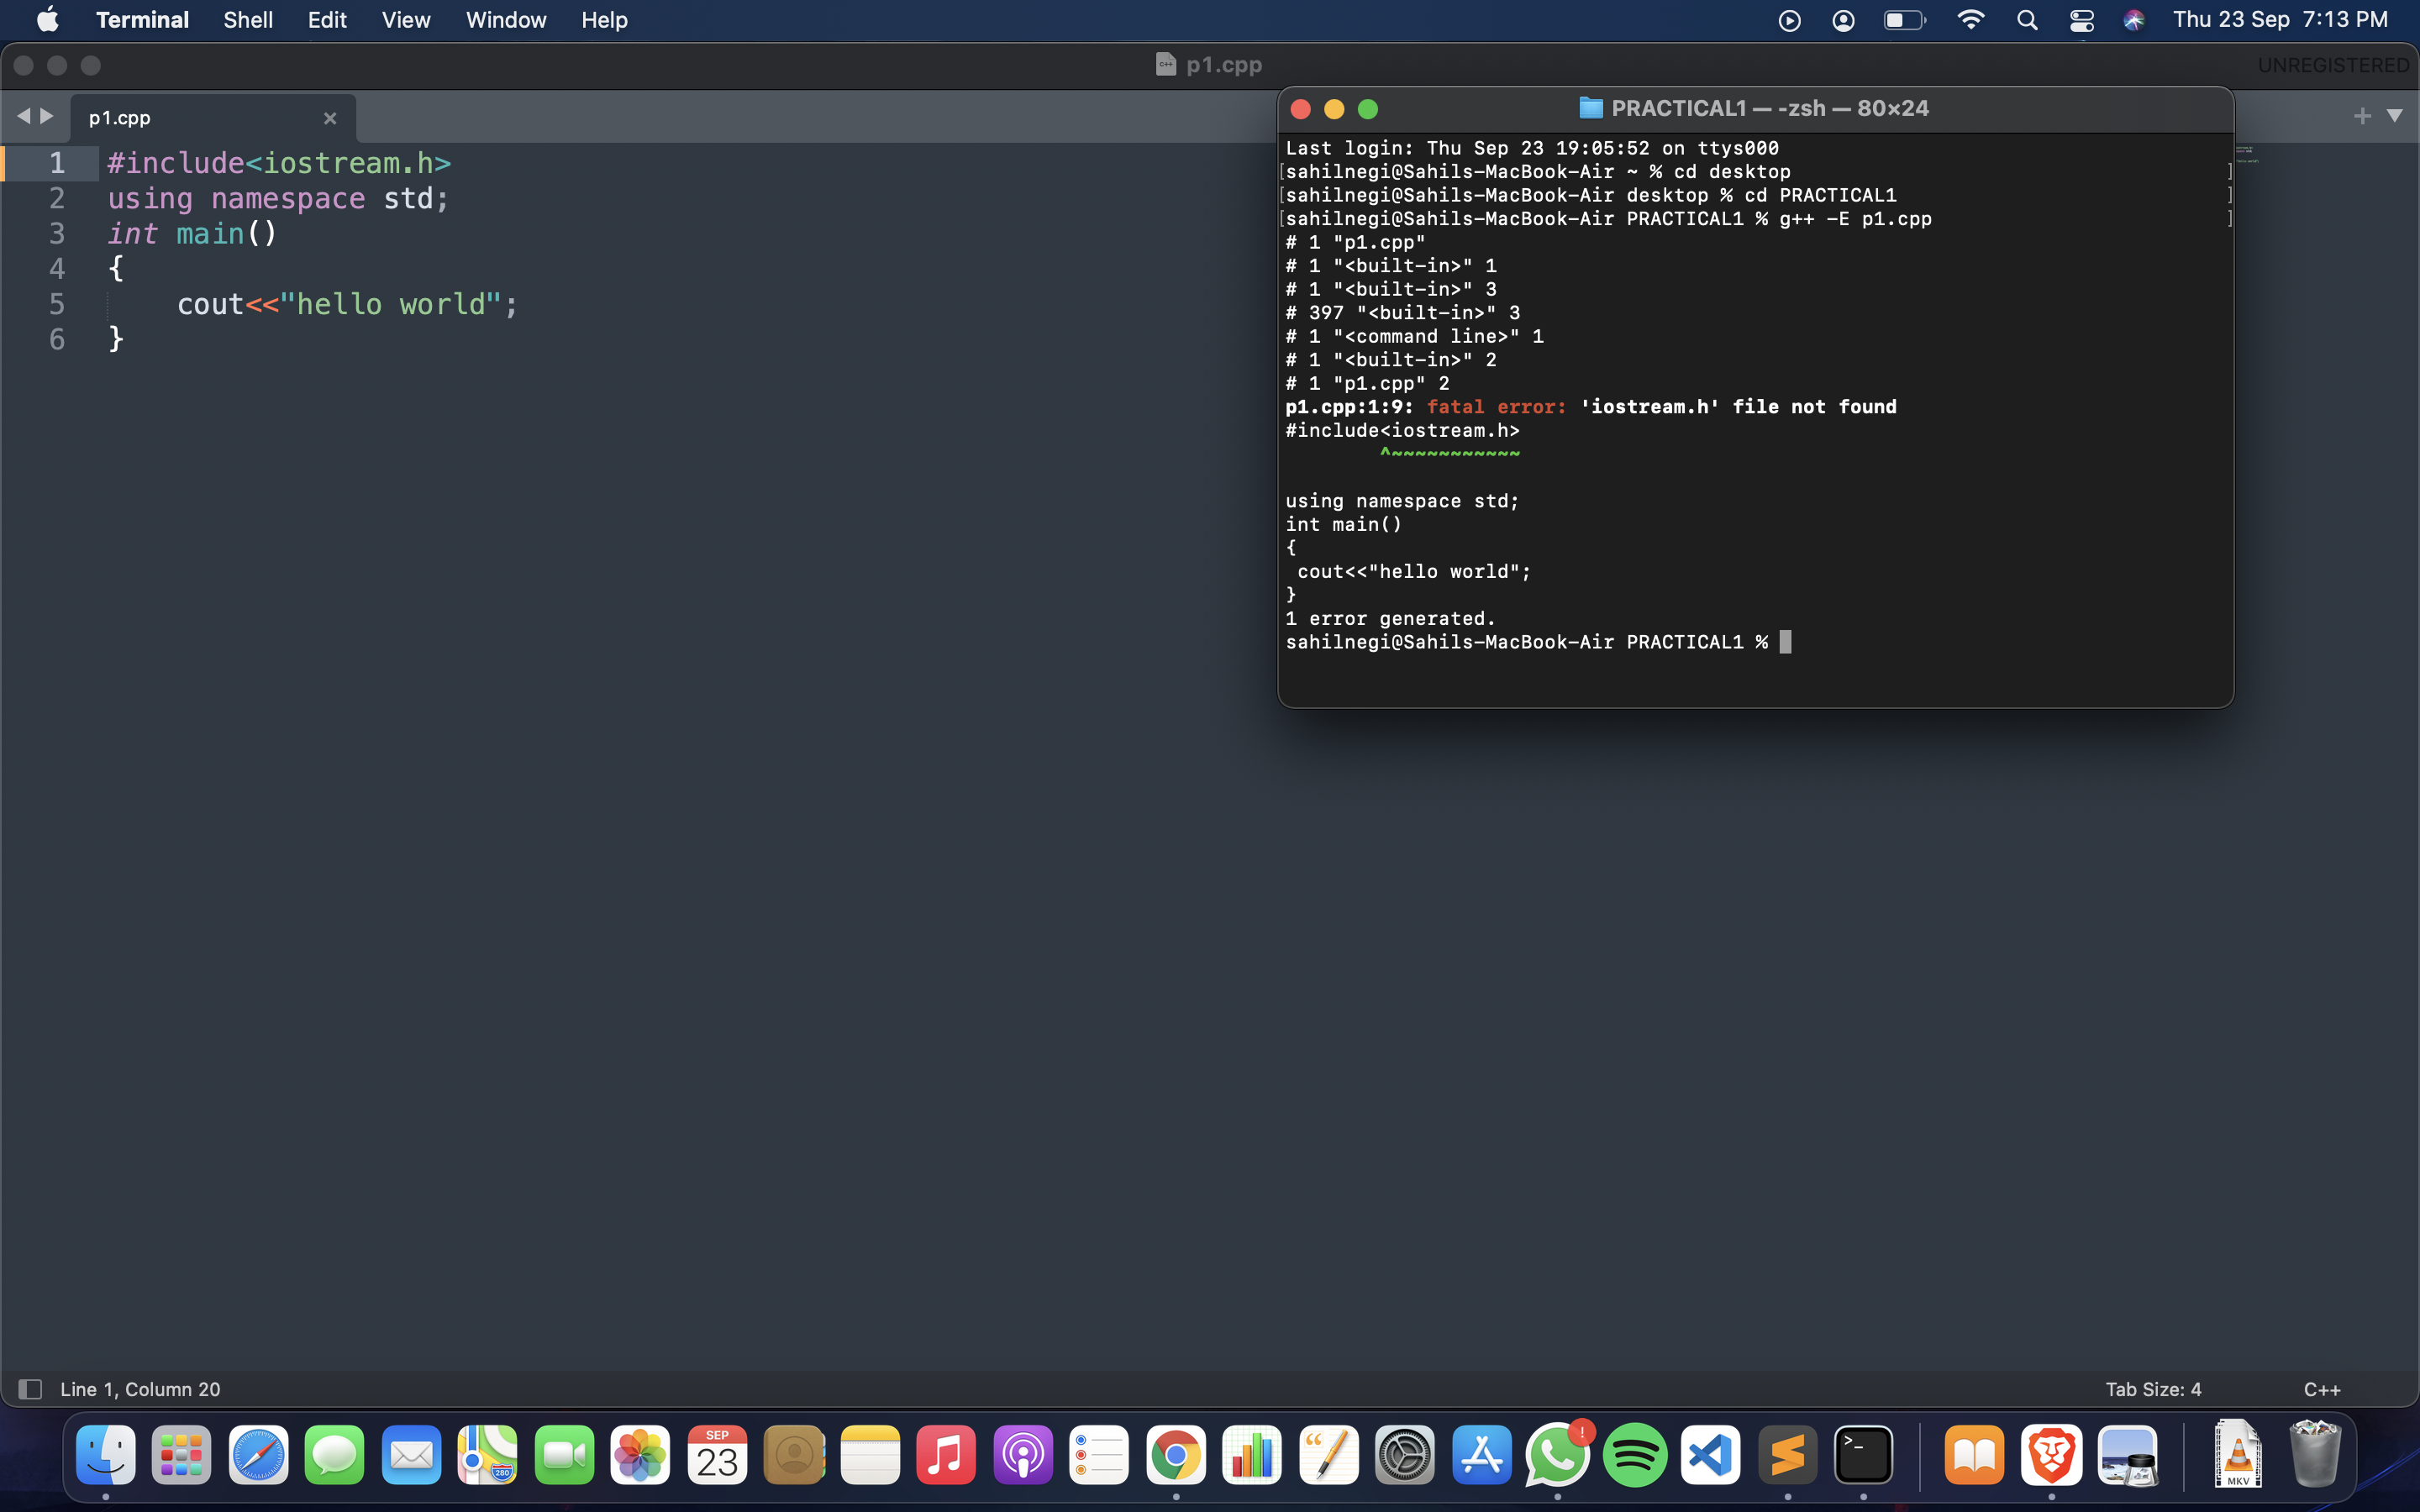 Terminal Shell Edit View Window Help Thu 23 Sep 7:13 PM
p1.cpp UNREGISTERED
p1.cpp
1 #include<iostream.h>
2 using namespace std;
3 int main()
4 {
5 cout<<"hello world";
6 }
PRACTICAL1 — -zsh — 80×24
Last login: Thu Sep 23 19:05:52 on ttys000
[sahilnegi@Sahils-MacBook-Air ~ % cd desktop ]
[sahilnegi@Sahils-MacBook-Air desktop % cd PRACTICAL1 ]
[sahilnegi@Sahils-MacBook-Air PRACTICAL1 % g++ -E p1.cpp ]
# 1 "p1.cpp"
# 1 "<built-in>" 1
# 1 "<built-in>" 3
# 397 "<built-in>" 3
# 1 "<command line>" 1
# 1 "<built-in>" 2
# 1 "p1.cpp" 2
p1.cpp:1:9: fatal error: 'iostream.h' file not found
#include<iostream.h>
^~~~~~~~~~~~
using namespace std;
int main()
{
cout<<"hello world";
}
1 error generated.
sahilnegi@Sahils-MacBook-Air PRACTICAL1 %
Line 1, Column 20 Tab Size: 4 C++
SEP
23
280
MKV